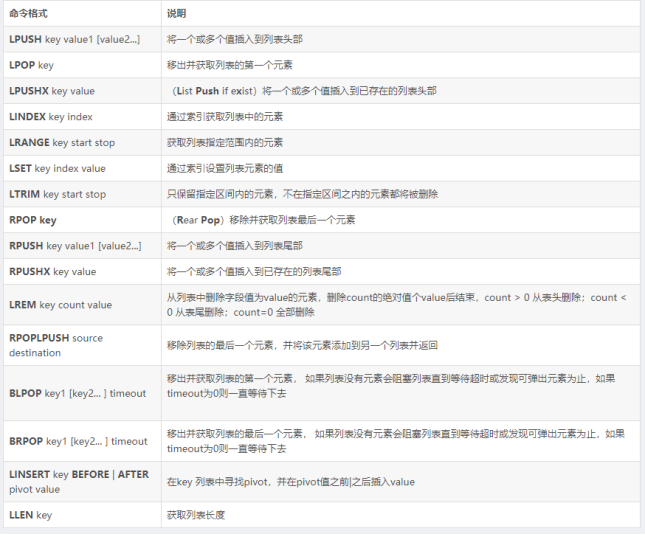 命令格式 说明
LPUSH key value1 [value2...] 将一个或多个值插入到列表头部
LPOP key 移出并获取列表的第一个元素
LPUSHX key value （List Push if exist）将一个或多个值插入到已存在的列表头部
LINDEX key index 通过索引获取列表中的元素
LRANGE key start stop 获取列表指定范围内的元素
LSET key index value 通过索引设置列表元素的值
LTRIM key start stop 只保留指定区间内的元素，不在指定区间之内的元素都将被删除
RPOP key （Rear Pop）移除并获取列表最后一个元素
RPUSH key value1 [value2...] 将一个或多个值插入到列表尾部
RPUSHX key value 将一个或多个值插入到已存在的列表尾部
LREM key count value 从列表中删除字段值为value的元素，删除count的绝对值个value后结束，count > 0 从表头删除；count <
0 从表尾删除；count=0 全部删除
RPOPLPUSH source
destination
移除列表的最后一个元素，并将该元素添加到另一个列表并返回
BLPOP key1 [key2... ] timeout
移出并获取列表的第一个元素， 如果列表没有元素会阻塞列表直到等待超时或发现可弹出元素为止，如果
timeout为0则一直等待下去
BRPOP key1 [key2... ] timeout
移出并获取列表的最后一个元素， 如果列表没有元素会阻塞列表直到等待超时或发现可弹出元素为止，如果
timeout为0则一直等待下去
LINSERT key BEFORE | AFTER
pivot value
在key 列表中寻找pivot，并在pivot值之前|之后插入value
LLEN key 获取列表长度